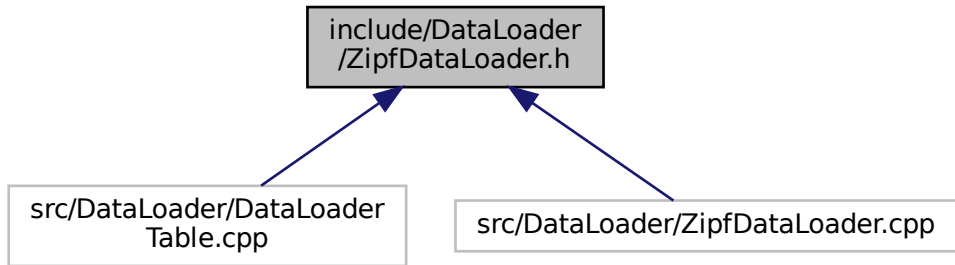 include/DataLoader
/ZipfDataLoader.h
src/DataLoader/DataLoader
Table.cpp
src/DataLoader/ZipfDataLoader.cpp